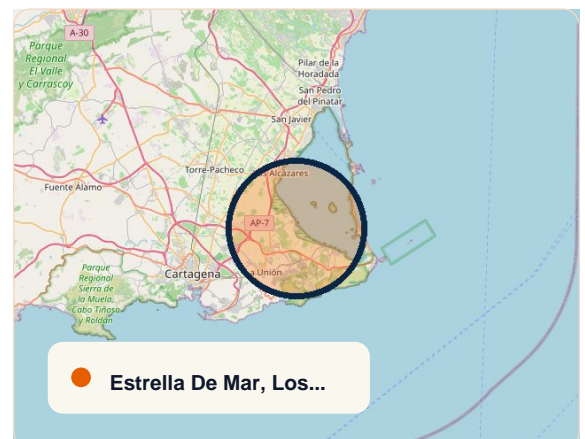 A-30
Parque
Regional
El Valle
y Carrascoy
Pilar de la
Horadada
San Pedro
del Pinatar
San Javier
Torre-Pacheco
Los Alcázares
Fuente Álamo
AP-7
Cartagena
La Unión
Parque
Regional
Sierra de
la Muela,
Cabo Tiñoso
y Roldán
Estrella De Mar, Los...